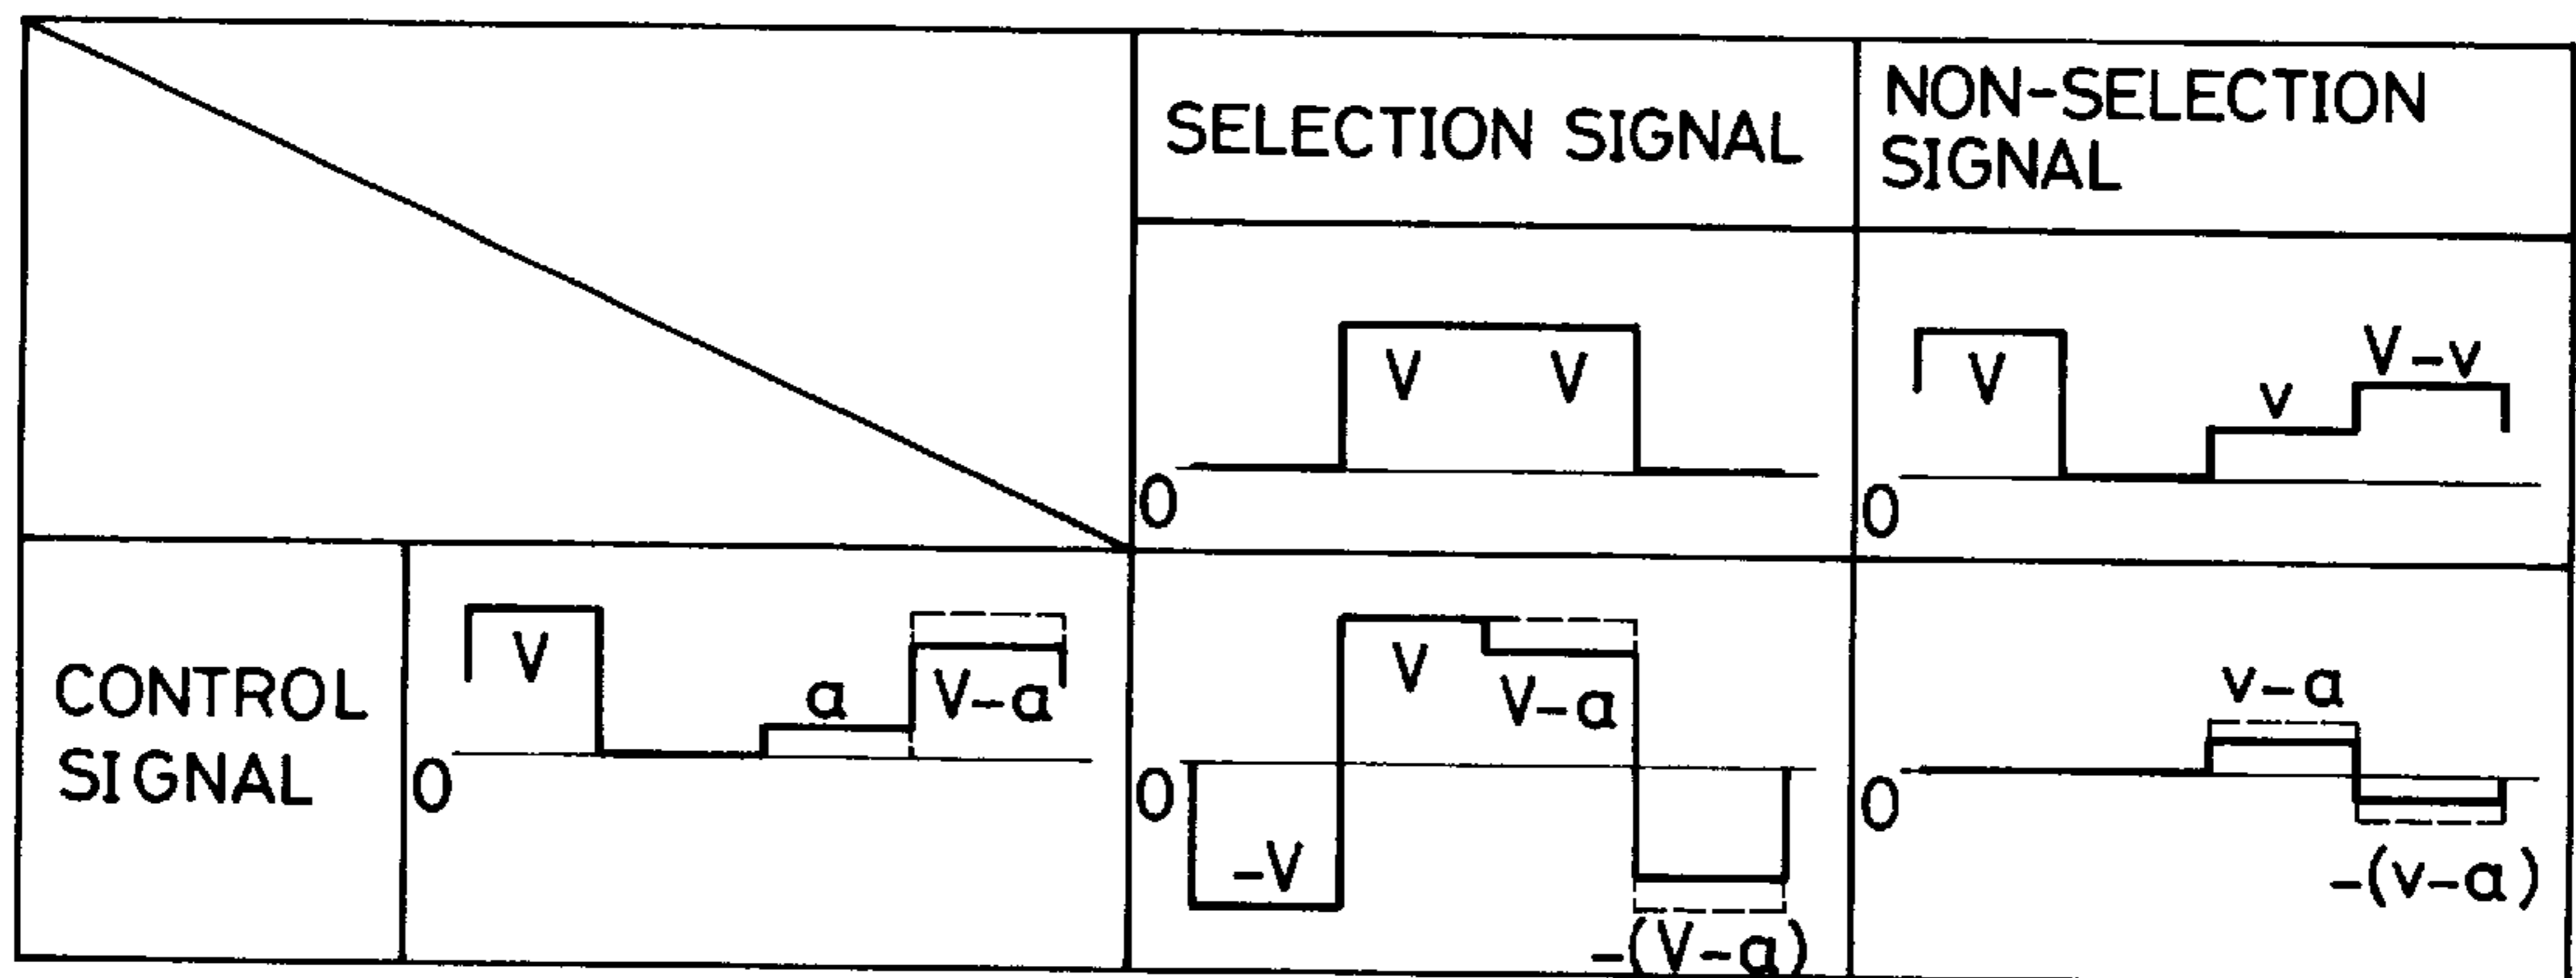 SELECTION SIGNAL
NON-SELECTION
SIGNAL
V V
0
V v V-v
0
CONTROL
SIGNAL
V a V-a
0
V V-a
0
-V
-(V-a)
v-a
0
-(v-a)